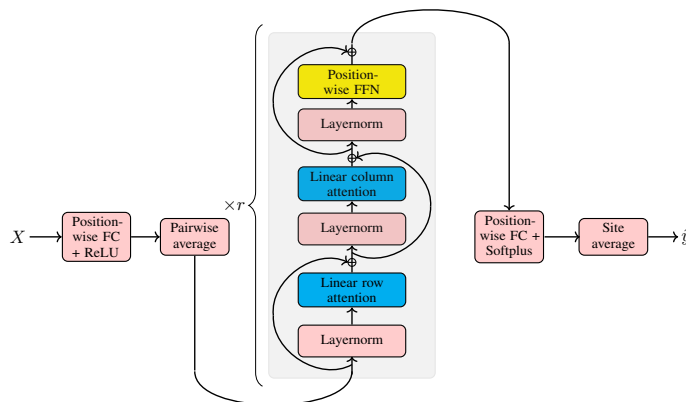 X
Position-
wise FC
+ ReLU
Pairwise
average
×r
Position-
wise FFN
Layernorm
Linear column
attention
Layernorm
Linear row
attention
Layernorm
Position-
wise FC +
Softplus
Site
average